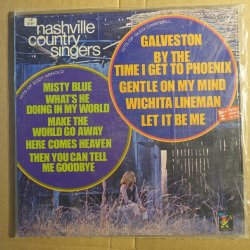 nashville
country
singers
HITS OF EDDY ARNOLD
MISTY BLUE
WHAT'S HE
DOING IN MY WORLD
MAKE THE
WORLD GO AWAY
HERE COMES HEAVEN
THEN YOU CAN TELL
ME GOODBYE
HITS OF GLEN CAMPBELL
GALVESTON
BY THE
TIME I GET TO PHOENIX
GENTLE ON MY MIND
WICHITA LINEMAN
LET IT BE ME